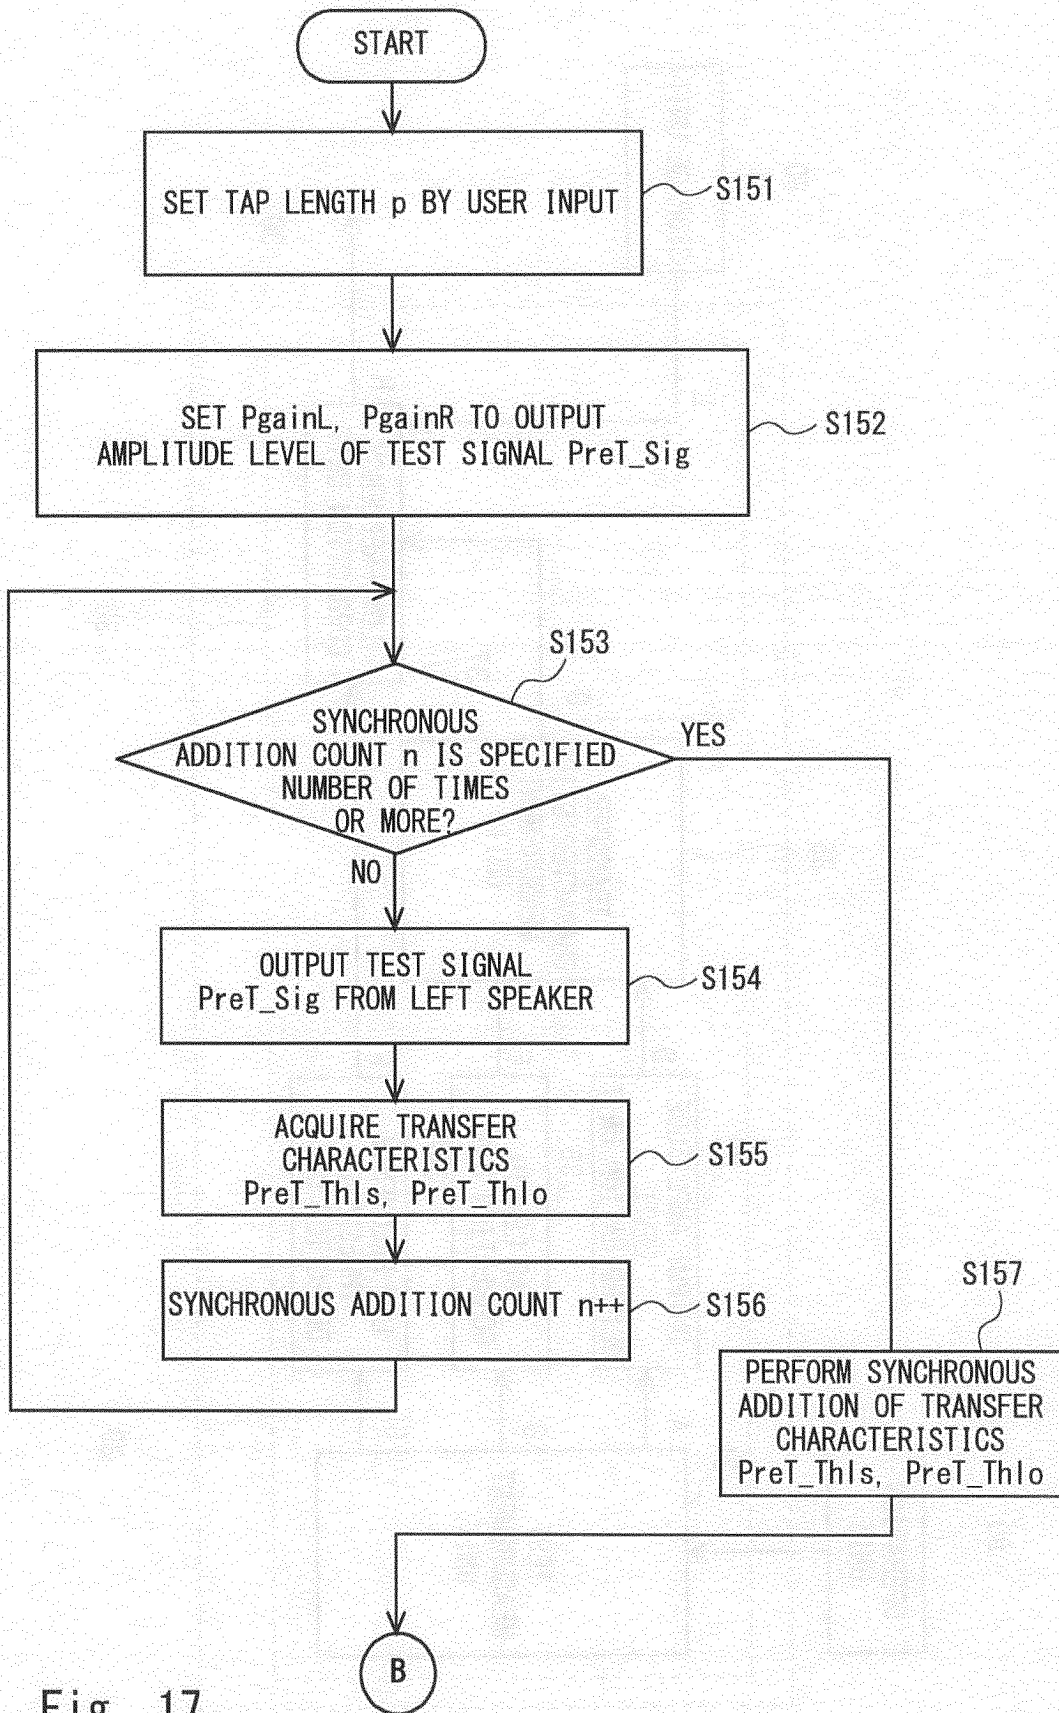 START
SET TAP LENGTH p BY USER INPUT
S151
SET PgainL, PgainR TO OUTPUT
AMPLITUDE LEVEL OF TEST SIGNAL PreT_Sig
S152
S153
SYNCHRONOUS
ADDITION COUNT n IS SPECIFIED
NUMBER OF TIMES
OR MORE?
YES
NO
OUTPUT TEST SIGNAL
PreT_Sig FROM LEFT SPEAKER
S154
ACQUIRE TRANSFER
CHARACTERISTICS
PreT_Thls, PreT_Thlo
S155
SYNCHRONOUS ADDITION COUNT n++
S156
S157
PERFORM SYNCHRONOUS
ADDITION OF TRANSFER
CHARACTERISTICS
PreT_Thls, PreT_Thlo
B
Fig. 17